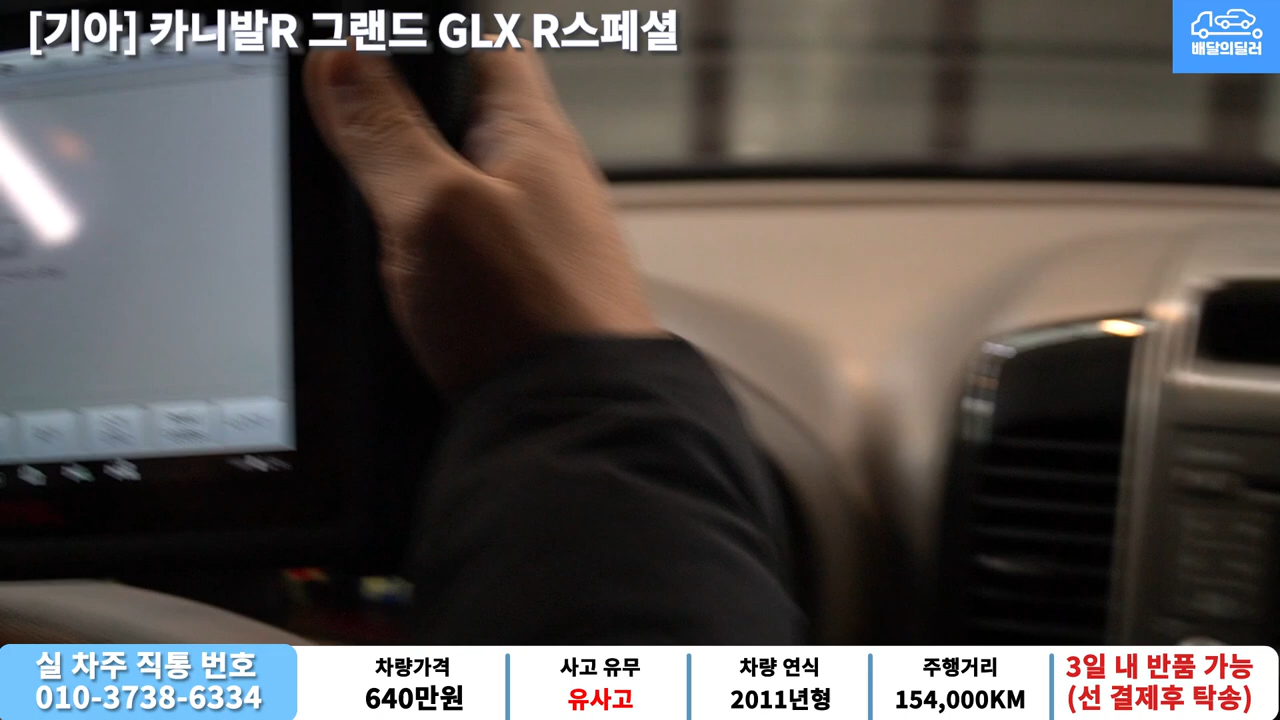 [기아] 카니발R 그랜드 GLX R스페셜
배달의딜러
실 차주 직통 번호
010-3738-6334
차량가격
640만원
사고 유무
유사고
차량 연식
2011년형
주행거리
154,000KM
3일 내 반품 가능
(선 결제후 탁송)